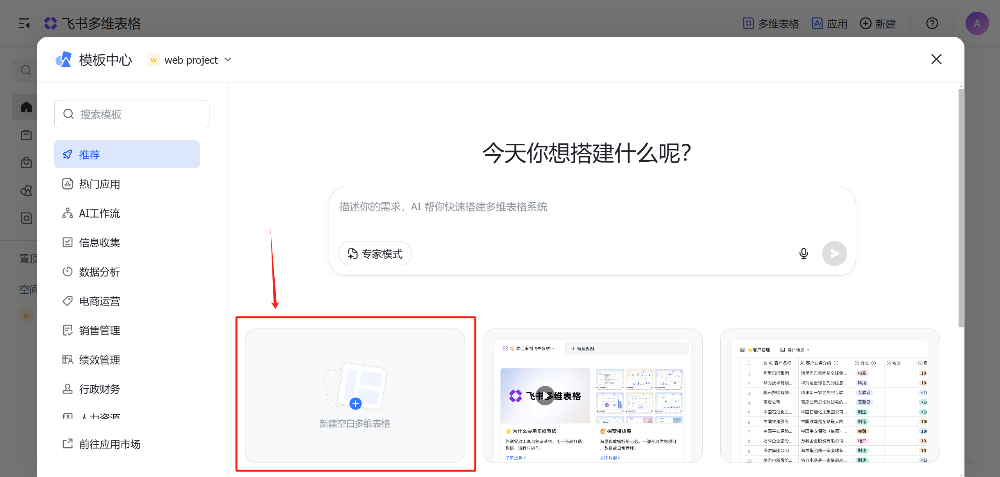 飞书多维表格
多维表格
应用
新建
A
模板中心
w
web project
搜索模板
推荐
热门应用
AI工作流
信息收集
数据分析
电商运营
销售管理
绩效管理
行政财务
人力资源
前往应用市场
置顶
空间
w
今天你想搭建什么呢？
描述你的需求，AI 帮你快速搭建多维表格系统
专家模式
新建空白多维表格
👋🏻 欢迎来到飞书多维…
新建视图
飞书多维表格
🌟 为什么要用多维表格
告别零散工具与复杂系统，用一张表打通
数据、流程与协作。
了解更多 >
🎨 探索模板库
海量现成模板随心选，一键开启你的项目
、数据或日常管理。
立即探索 >
⭐客户管理 / 客户信息
客户名称 客户业务介绍 行业 地区
1 阿里巴巴集团 阿里巴巴集团是全球领... 电商 10-
2 华为技术有限... 华为是全球领先的信息... 科技 10-
3 腾讯控股有限... 腾讯是一家领先的互联... 互联网 <10
4 百度公司 百度公司是全球知名的... 互联网 >10
5 中国石油化工... 中国石油化工集团公司... 制造 >10
6 中国铁建股份... 中国铁建是全球最大的... 制造 100
7 中国平安保险... 中国平安保险（集团）... 金融 100
8 万科企业股份... 万科企业股份有限公司... 地产 10-
9 海尔集团公司 海尔集团是一家全球领... 制造 10-
10 格力电器股份... 格力电器是一家集研发... 制造 <10